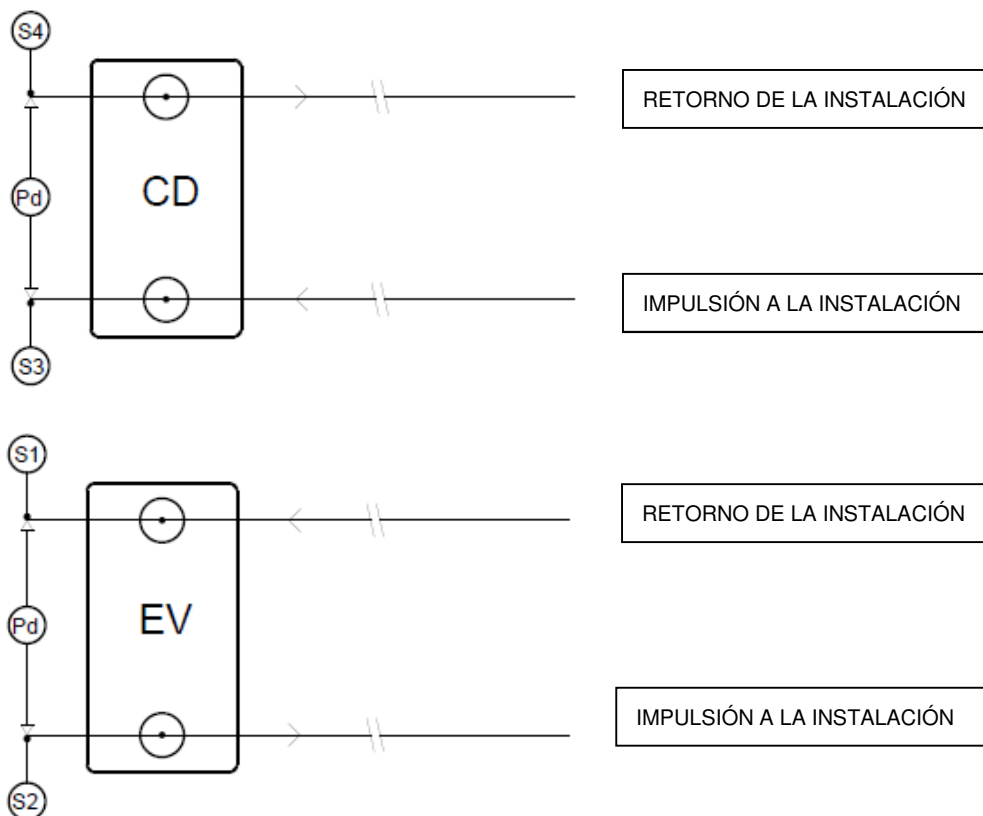 S4
RETORNO DE LA INSTALACIÓN
Pd
CD
IMPULSIÓN A LA INSTALACIÓN
S3
S1
RETORNO DE LA INSTALACIÓN
Pd
EV
IMPULSIÓN A LA INSTALACIÓN
S2